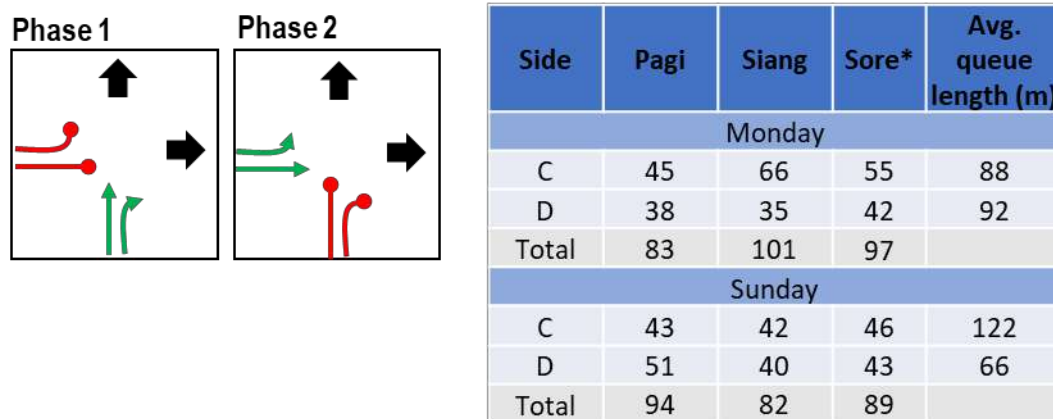 Phase 1
Phase 2
Side Pagi Siang Sore* Avg. queue length (m)
Monday
C 45 66 55 88
D 38 35 42 92
Total 83 101 97
Sunday
C 43 42 46 122
D 51 40 43 66
Total 94 82 89